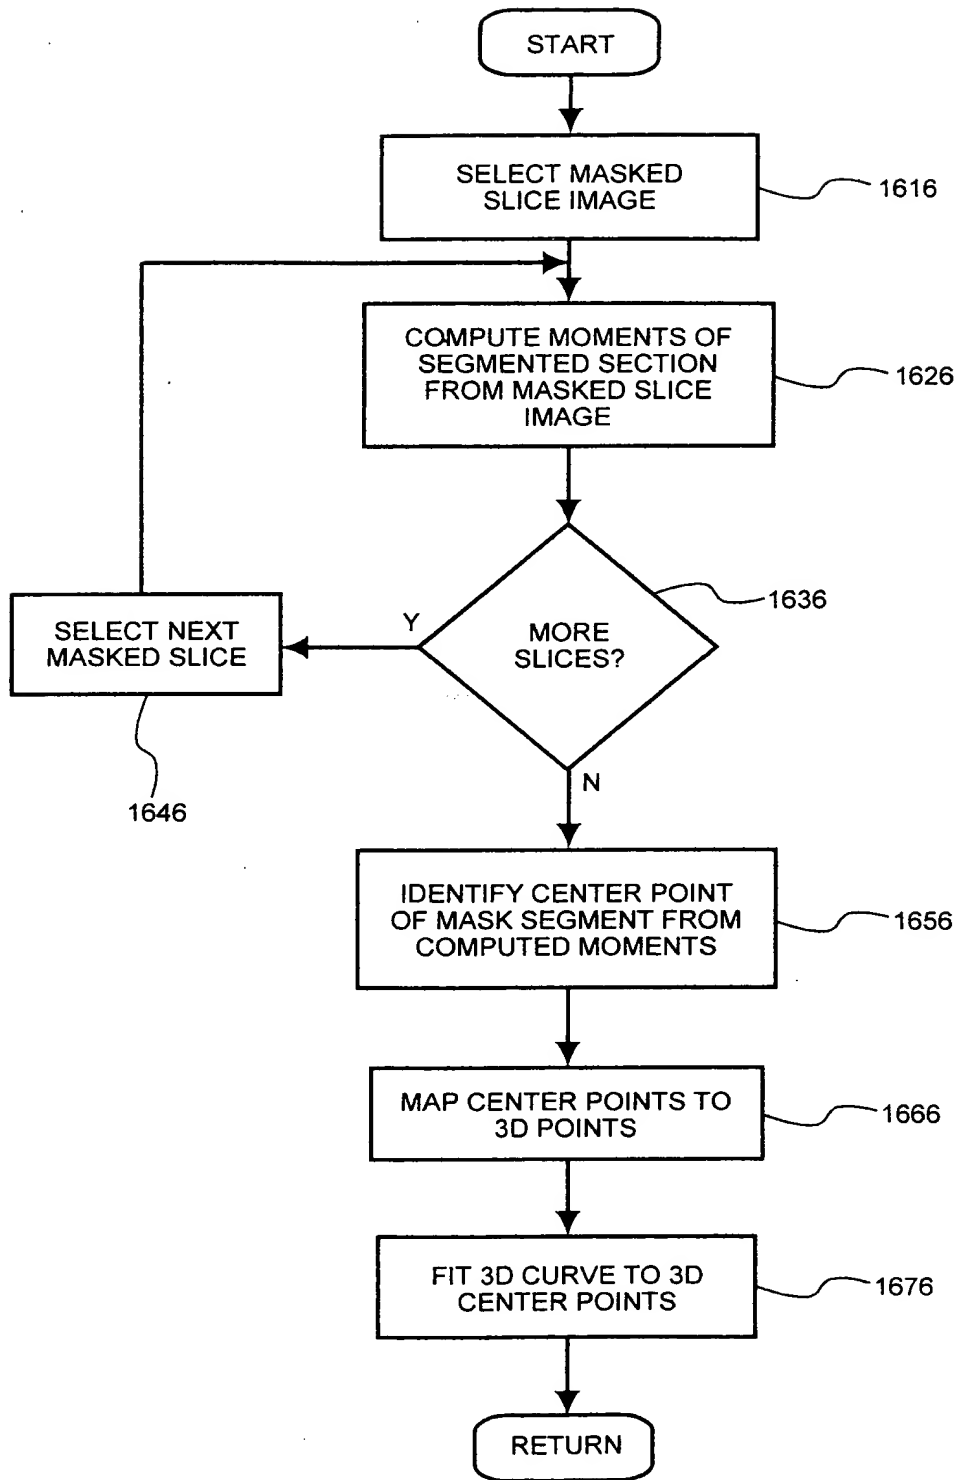 START
SELECT MASKED
SLICE IMAGE
1616
COMPUTE MOMENTS OF
SEGMENTED SECTION
FROM MASKED SLICE
IMAGE
1626
MORE
SLICES?
1636
Y
SELECT NEXT
MASKED SLICE
1646
N
IDENTIFY CENTER POINT
OF MASK SEGMENT FROM
COMPUTED MOMENTS
1656
MAP CENTER POINTS TO
3D POINTS
1666
FIT 3D CURVE TO 3D
CENTER POINTS
1676
RETURN